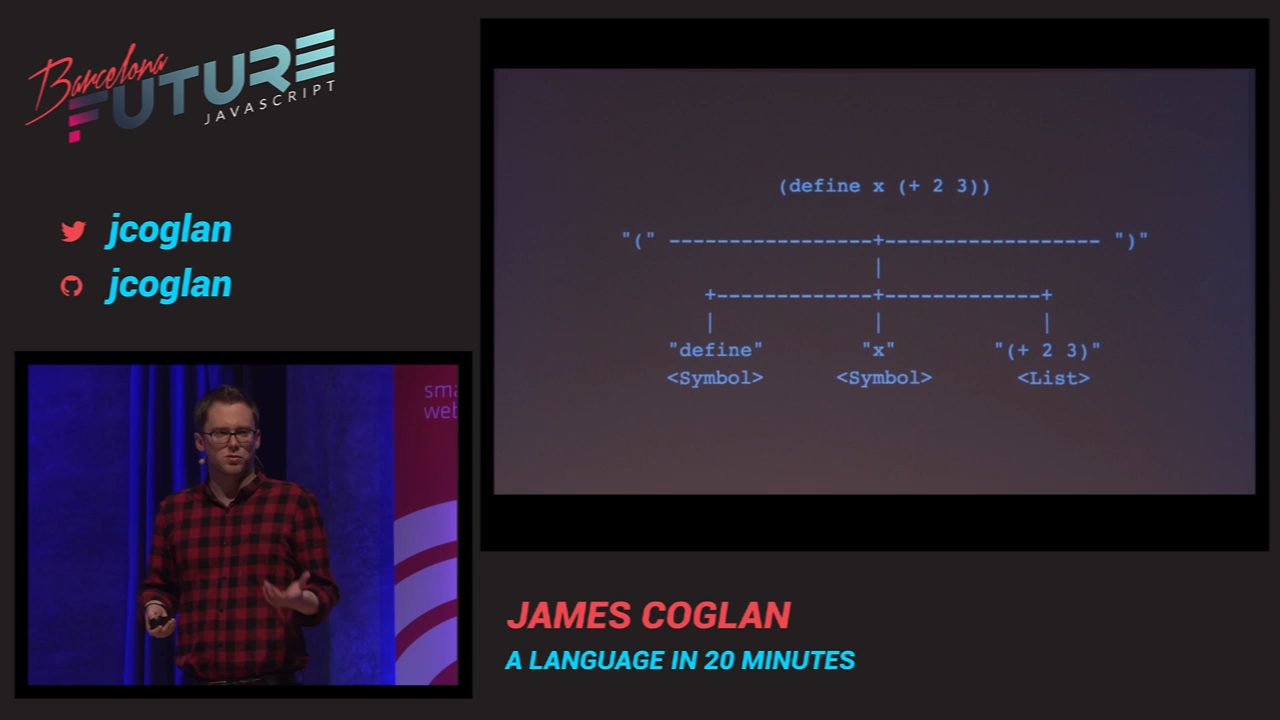 Barcelona
FUTURE
JAVASCRIPT
jcoglan
jcoglan
(define x (+ 2 3))
"(" -----------------+------------------ ")"
|
+-------------+-------------+
| | |
"define" "x" "(+ 2 3)"
<Symbol> <Symbol> <List>
JAMES COGLAN
A LANGUAGE IN 20 MINUTES